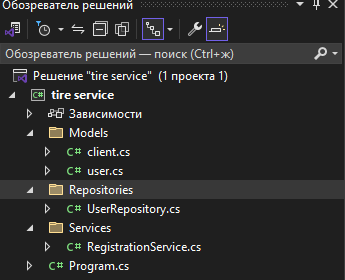 Обозреватель решений
Обозреватель решений — поиск (Ctrl+ж)
Решение "tire service" (1 проекта 1)
C# tire service
Зависимости
Models
C# client.cs
C# user.cs
Repositories
C# UserRepository.cs
Services
C# RegistrationService.cs
C# Program.cs